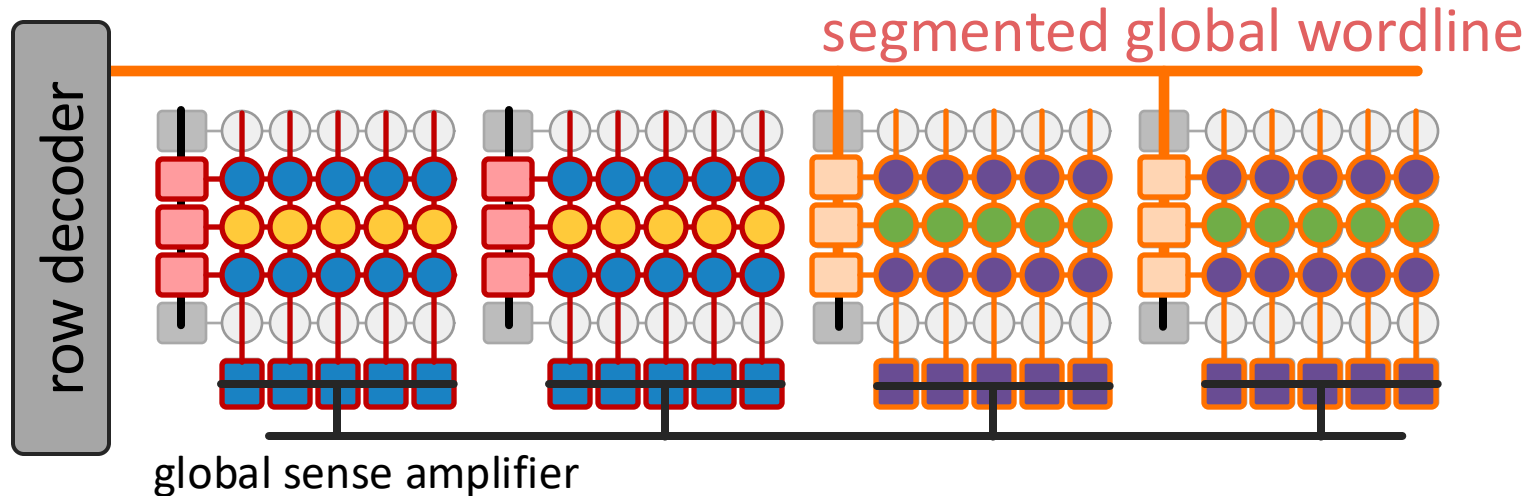 segmented global wordline
row decoder
global sense amplifier